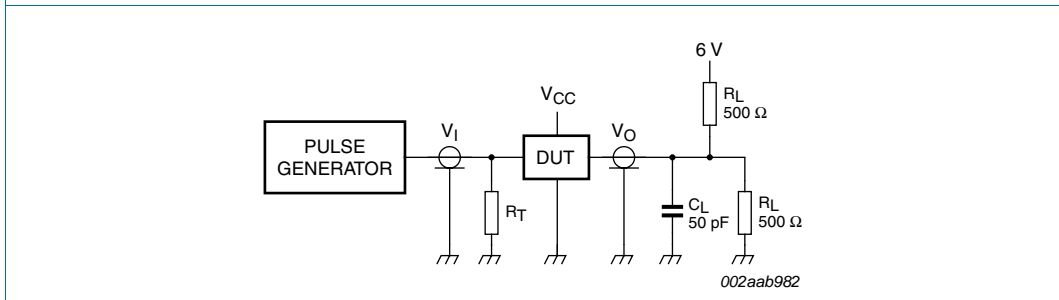 6 V
RL
500 Ω
VCC
VI
VO
PULSE
GENERATOR
DUT
RT
CL
50 pF
RL
500 Ω
002aab982